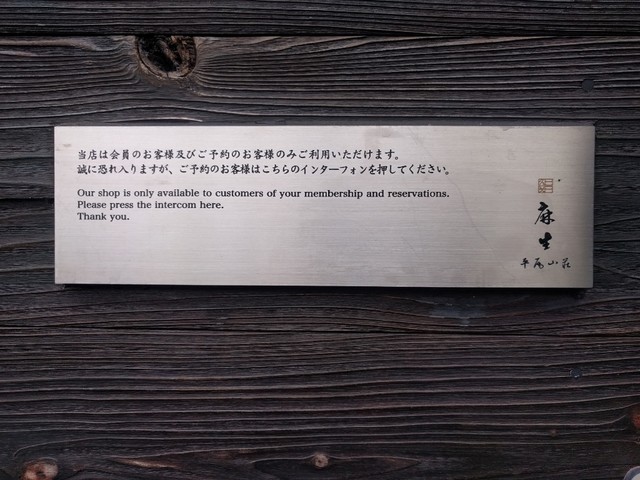 当店は会員のお客様及びご予約のお客様のみご利用いただけます。
誠に恐れ入りますが、ご予約のお客様はこちらのインターフォンを押してください。
Our shop is only available to customers of your membership and reservations.
Please press the intercom here.
Thank you.
麻生
平尾山荘